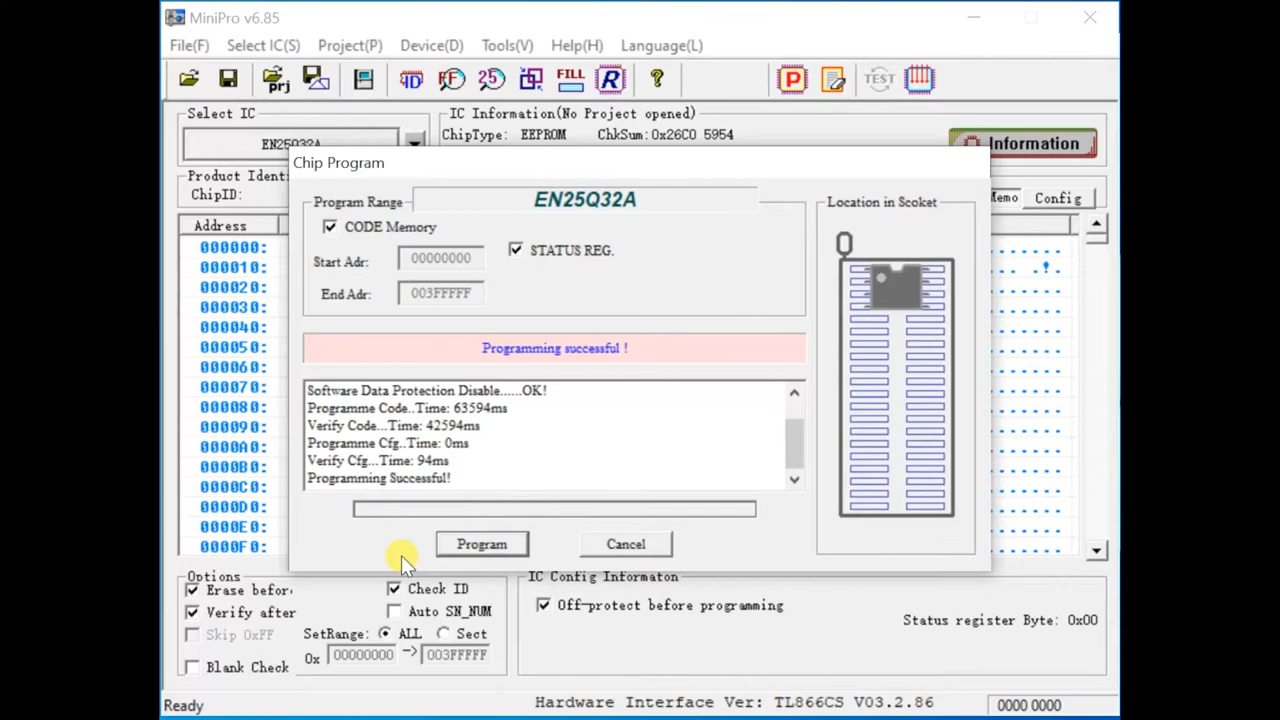 MiniPro v6.85
File(F) Select IC(S) Project(P) Device(D) Tools(V) Help(H) Language(L)
prj ID FF 25 FILL R ? P TEST
Select IC
IC Information(No Project opened)
EN25Q32A
ChipType: EEPROM ChkSum:0x26C0 5954
Information
Product Identi
ChipID:
Memo Config
Address
000000:
000010:
000020:
000030:
000040:
000050:
000060:
000070:
000080:
000090:
0000A0:
0000B0:
0000C0:
0000D0:
0000E0:
0000F0:
Chip Program
Program Range
EN25Q32A
Location in Scoket
CODE Memory
Start Adr: 00000000
STATUS REG.
End Adr: 003FFFFF
Programming successful !
Software Data Protection Disable......OK!
Programme Code..Time: 63594ms
Verify Code...Time: 42594ms
Programme Cfg..Time: 0ms
Verify Cfg...Time: 94ms
Programming Successful!
Program Cancel
Options
Erase befor
Check ID
Verify after
Auto SN_NUM
Skip 0xFF
SetRange: ALL Sect
0x 00000000 -> 003FFFFF
Blank Check
IC Config Informaton
Off-protect before programming
Status register Byte: 0x00
Ready
Hardware Interface Ver: TL866CS V03.2.86
0000 0000